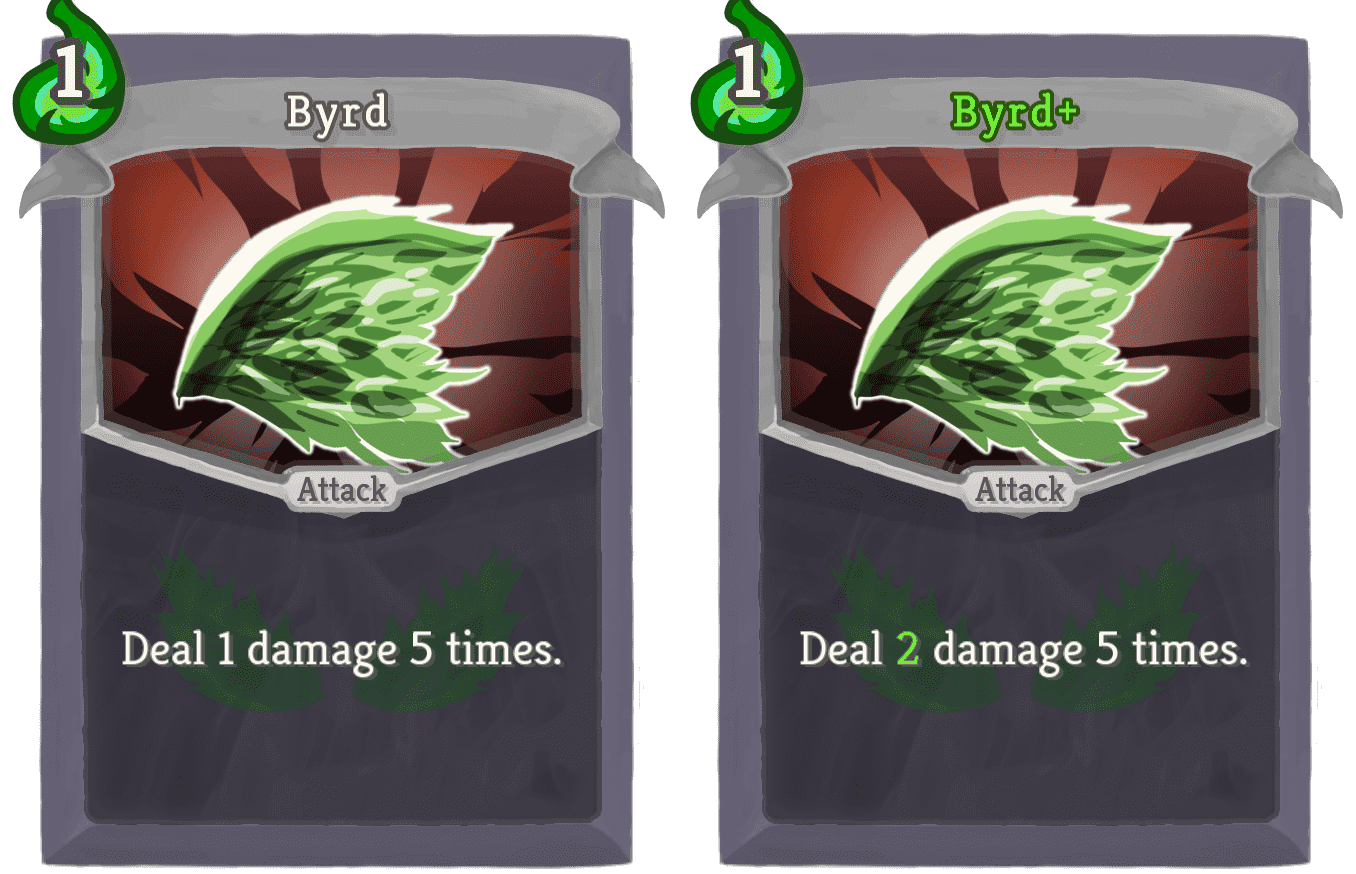 1
Byrd
Attack
Deal 1 damage 5 times.
1
Byrd+
Attack
Deal 2 damage 5 times.